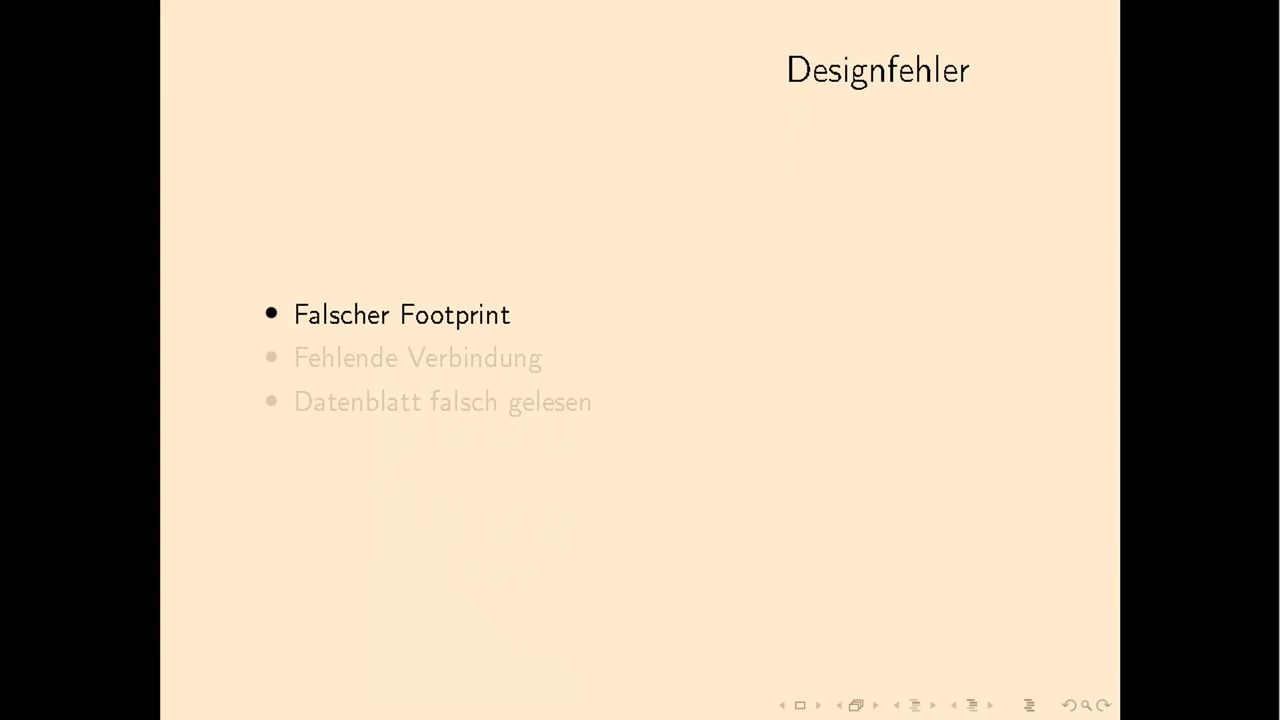 Designfehler
Falscher Footprint
Fehlende Verbindung
Datenblatt falsch gelesen